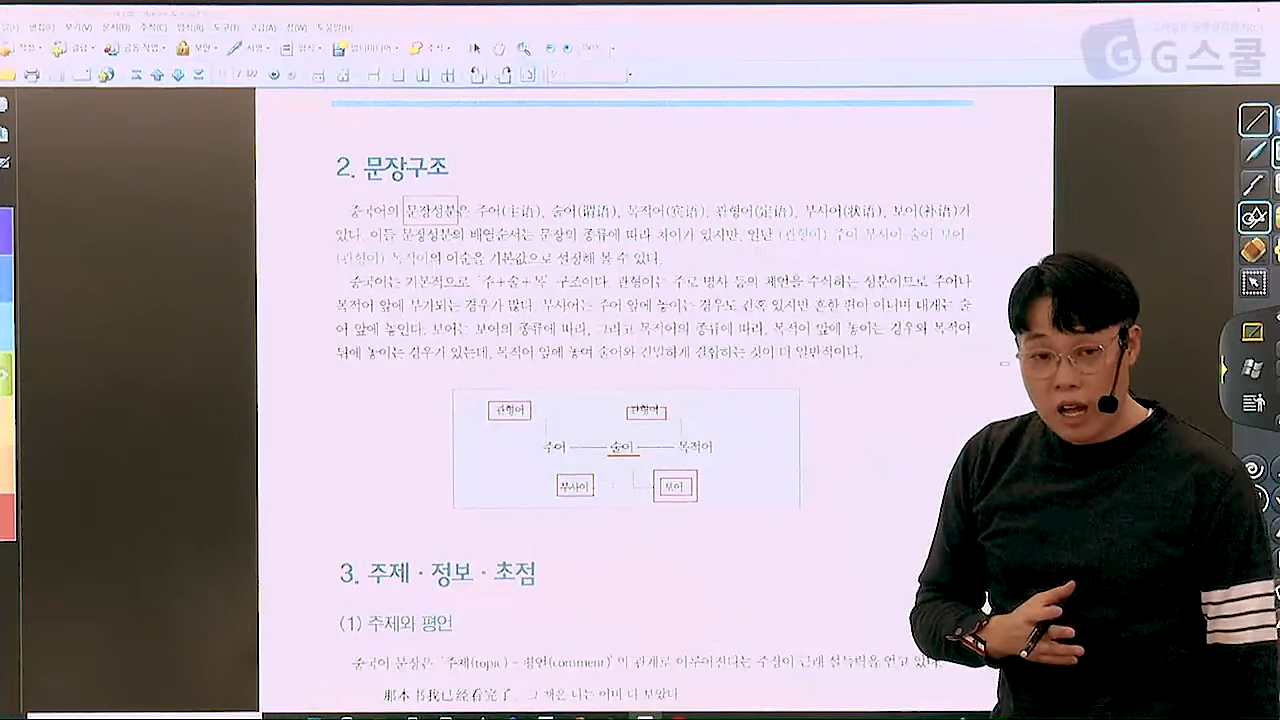 G스쿨
2. 문장구조
중국어의 문장성분은 주어(主语), 술어(谓语), 목적어(宾语), 관형어(定语), 부사어(状语), 보어(补语)가
있다. 이들 문장성분의 배열순서는 문장의 종류에 따라 차이가 있지만, 일단 (관형어) 주어 부사어 술어 보어
(관형어) 목적어의 어순을 기본값으로 설정해 볼 수 있다.
중국어는 기본적으로 '주+술+목' 구조이다. 관형어는 주로 명사 등의 체언을 수식하는 성분이므로 주어나
목적어 앞에 부가되는 경우가 많다. 부사어는 주어 앞에 놓이는 경우도 간혹 있지만 흔한 편이 아니며 대개는 술
어 앞에 놓인다. 보어는 보어의 종류에 따라, 그리고 목적어의 종류에 따라, 목적어 앞에 놓이는 경우와 목적어
뒤에 놓이는 경우가 있는데, 목적어 앞에 놓여 술어와 긴밀하게 결합하는 것이 더 일반적이다.
관형어 관형어
주어 술어 목적어
부사어 보어
3. 주제·정보·초점
(1) 주제와 평언
중국어 문장은 '주제(topic) - 평언(comment)'의 관계로 이루어진다는 주장이 근래 설득력을 얻고 있다.
那本书我已经看完了。 그 책은 나는 이미 다 보았다.